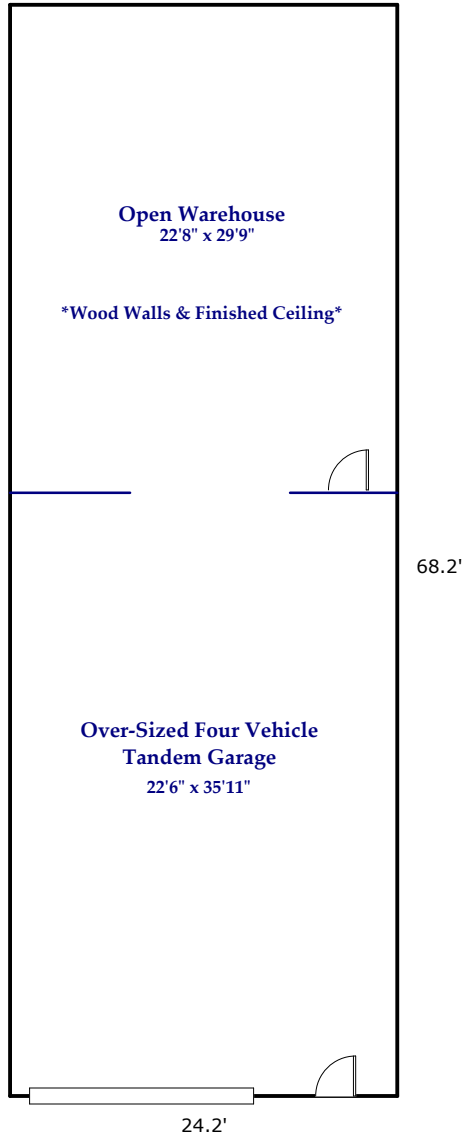 Open Warehouse
22'8" x 29'9"
*Wood Walls & Finished Ceiling*
68.2'
Over-Sized Four Vehicle
Tandem Garage
22'6" x 35'11"
24.2'